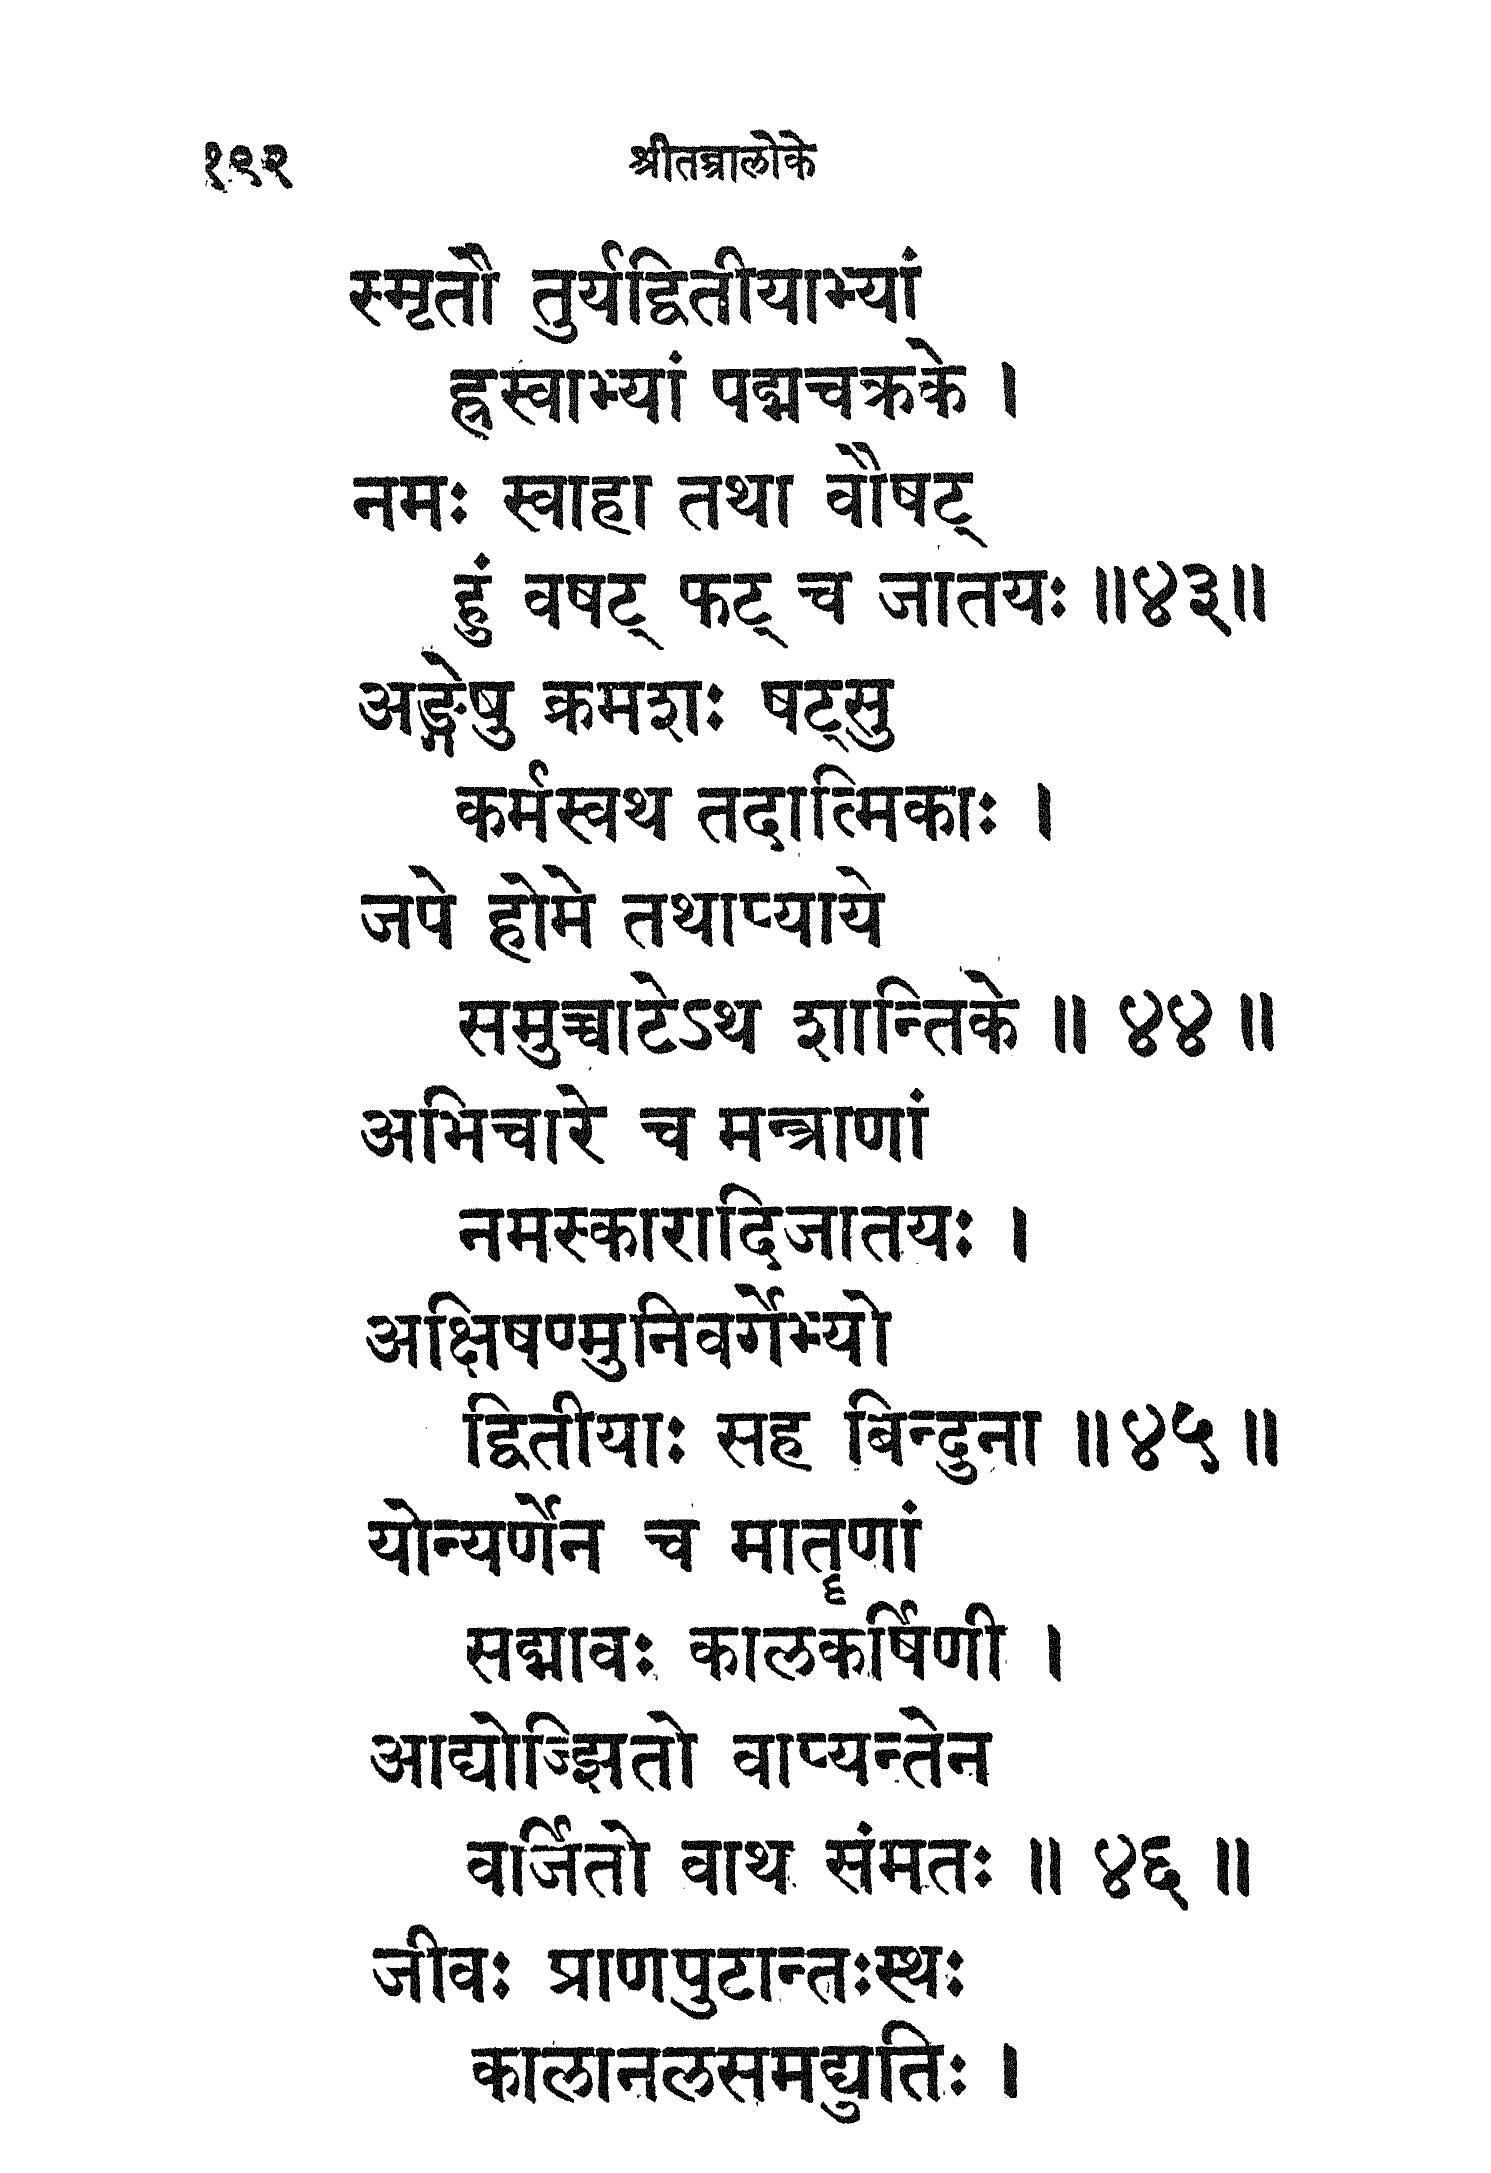 १९२ श्रीतन्त्रालोके
स्मृतौ तुर्यद्वितीयाभ्यां
ह्रस्वाभ्यां पद्मचक्रके ।
नमः स्वाहा तथा वौषट्
हुं वषट् फट् च जातयः ॥४३॥
अङ्गेषु क्रमशः षट्सु
कर्मस्वथ तदात्मिकाः ।
जपे होमे तथाप्याये
समुच्चाटेऽथ शान्तिके ॥ ४४ ॥
अभिचारे च मन्त्राणां
नमस्कारादिजातयः ।
अक्षिषण्मुनिवर्गेभ्यो
द्वितीयाः सह बिन्दुना ॥४५ ॥
योन्यर्णेन च मातॄणां
सद्भावः कालकर्षिणी ।
आद्योज्झितो वाप्यन्तेन
वर्जितो वाथ संमतः ॥ ४६ ॥
जीवः प्राणपुटान्तःस्थः
कालानलसमद्युतिः ।